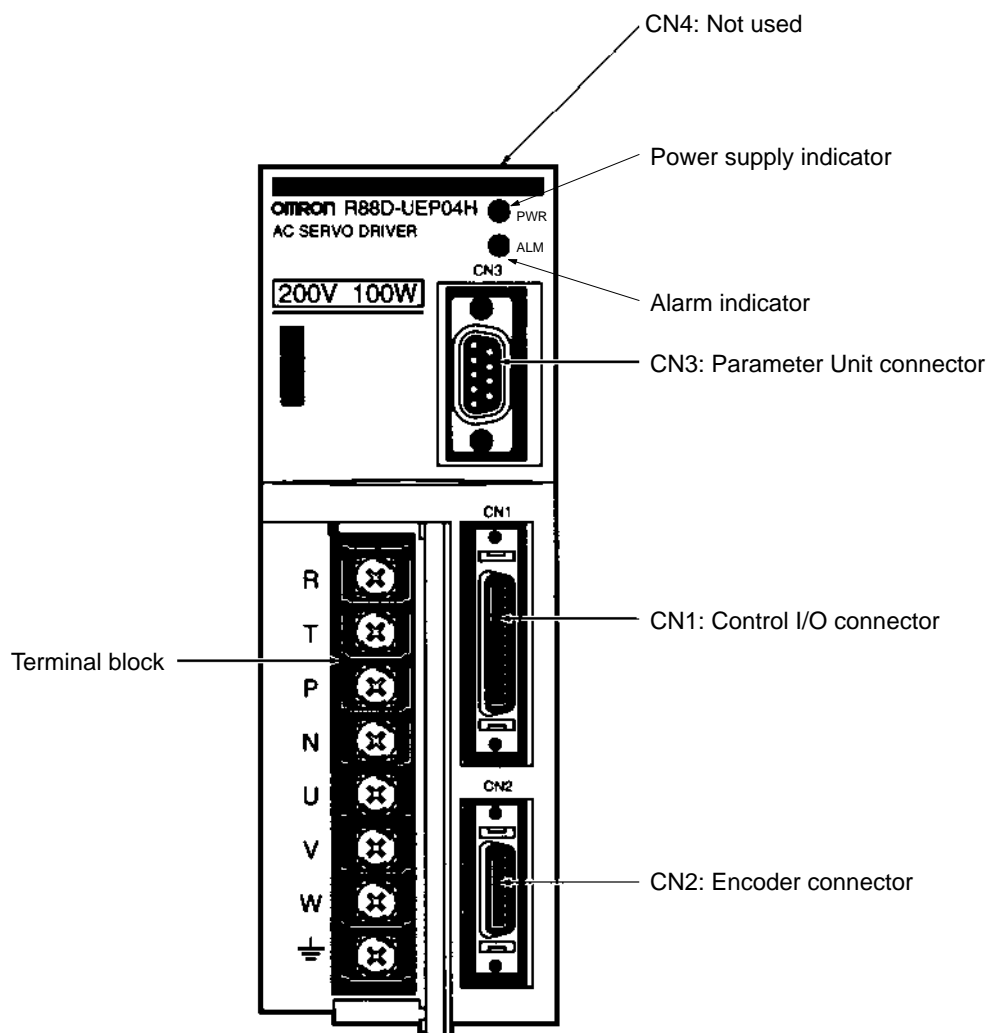 CN4: Not used
Power supply indicator
OMRON R88D-UEP04H
PWR
AC SERVO DRIVER
ALM
CN3
200V 100W
Alarm indicator
CN3: Parameter Unit connector
CN1
R
T
CN1: Control I/O connector
Terminal block
P
N
CN2
U
V
CN2: Encoder connector
W